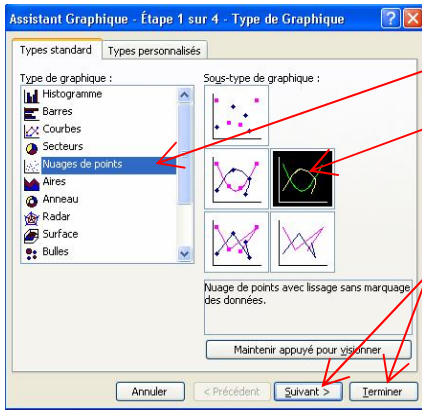 Assistant Graphique - Étape 1 sur 4 - Type de Graphique
Types standard Types personnalisés
Type de graphique :
Histogramme
Barres
Courbes
Secteurs
Nuages de points
Aires
Anneau
Radar
Surface
Bulles
Sous-type de graphique :
Nuage de points avec lissage sans marquage
des données.
Maintenir appuyé pour visionner
Annuler < Précédent Suivant > Terminer